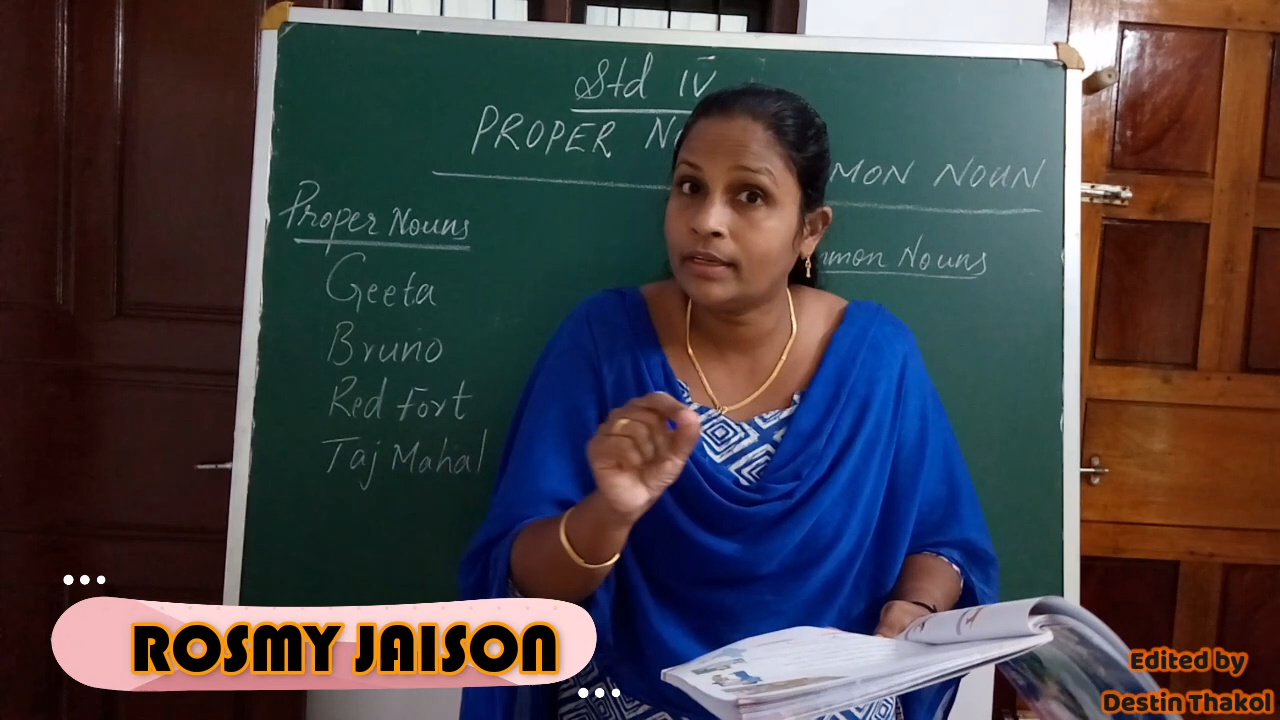 Std IV
PROPER
MON NOUN
Proper Nouns
mmon Nouns
Geeta
Bruno
Red Fort
Taj Mahal
ROSMY JAISON
Edited by
Destin Thakol